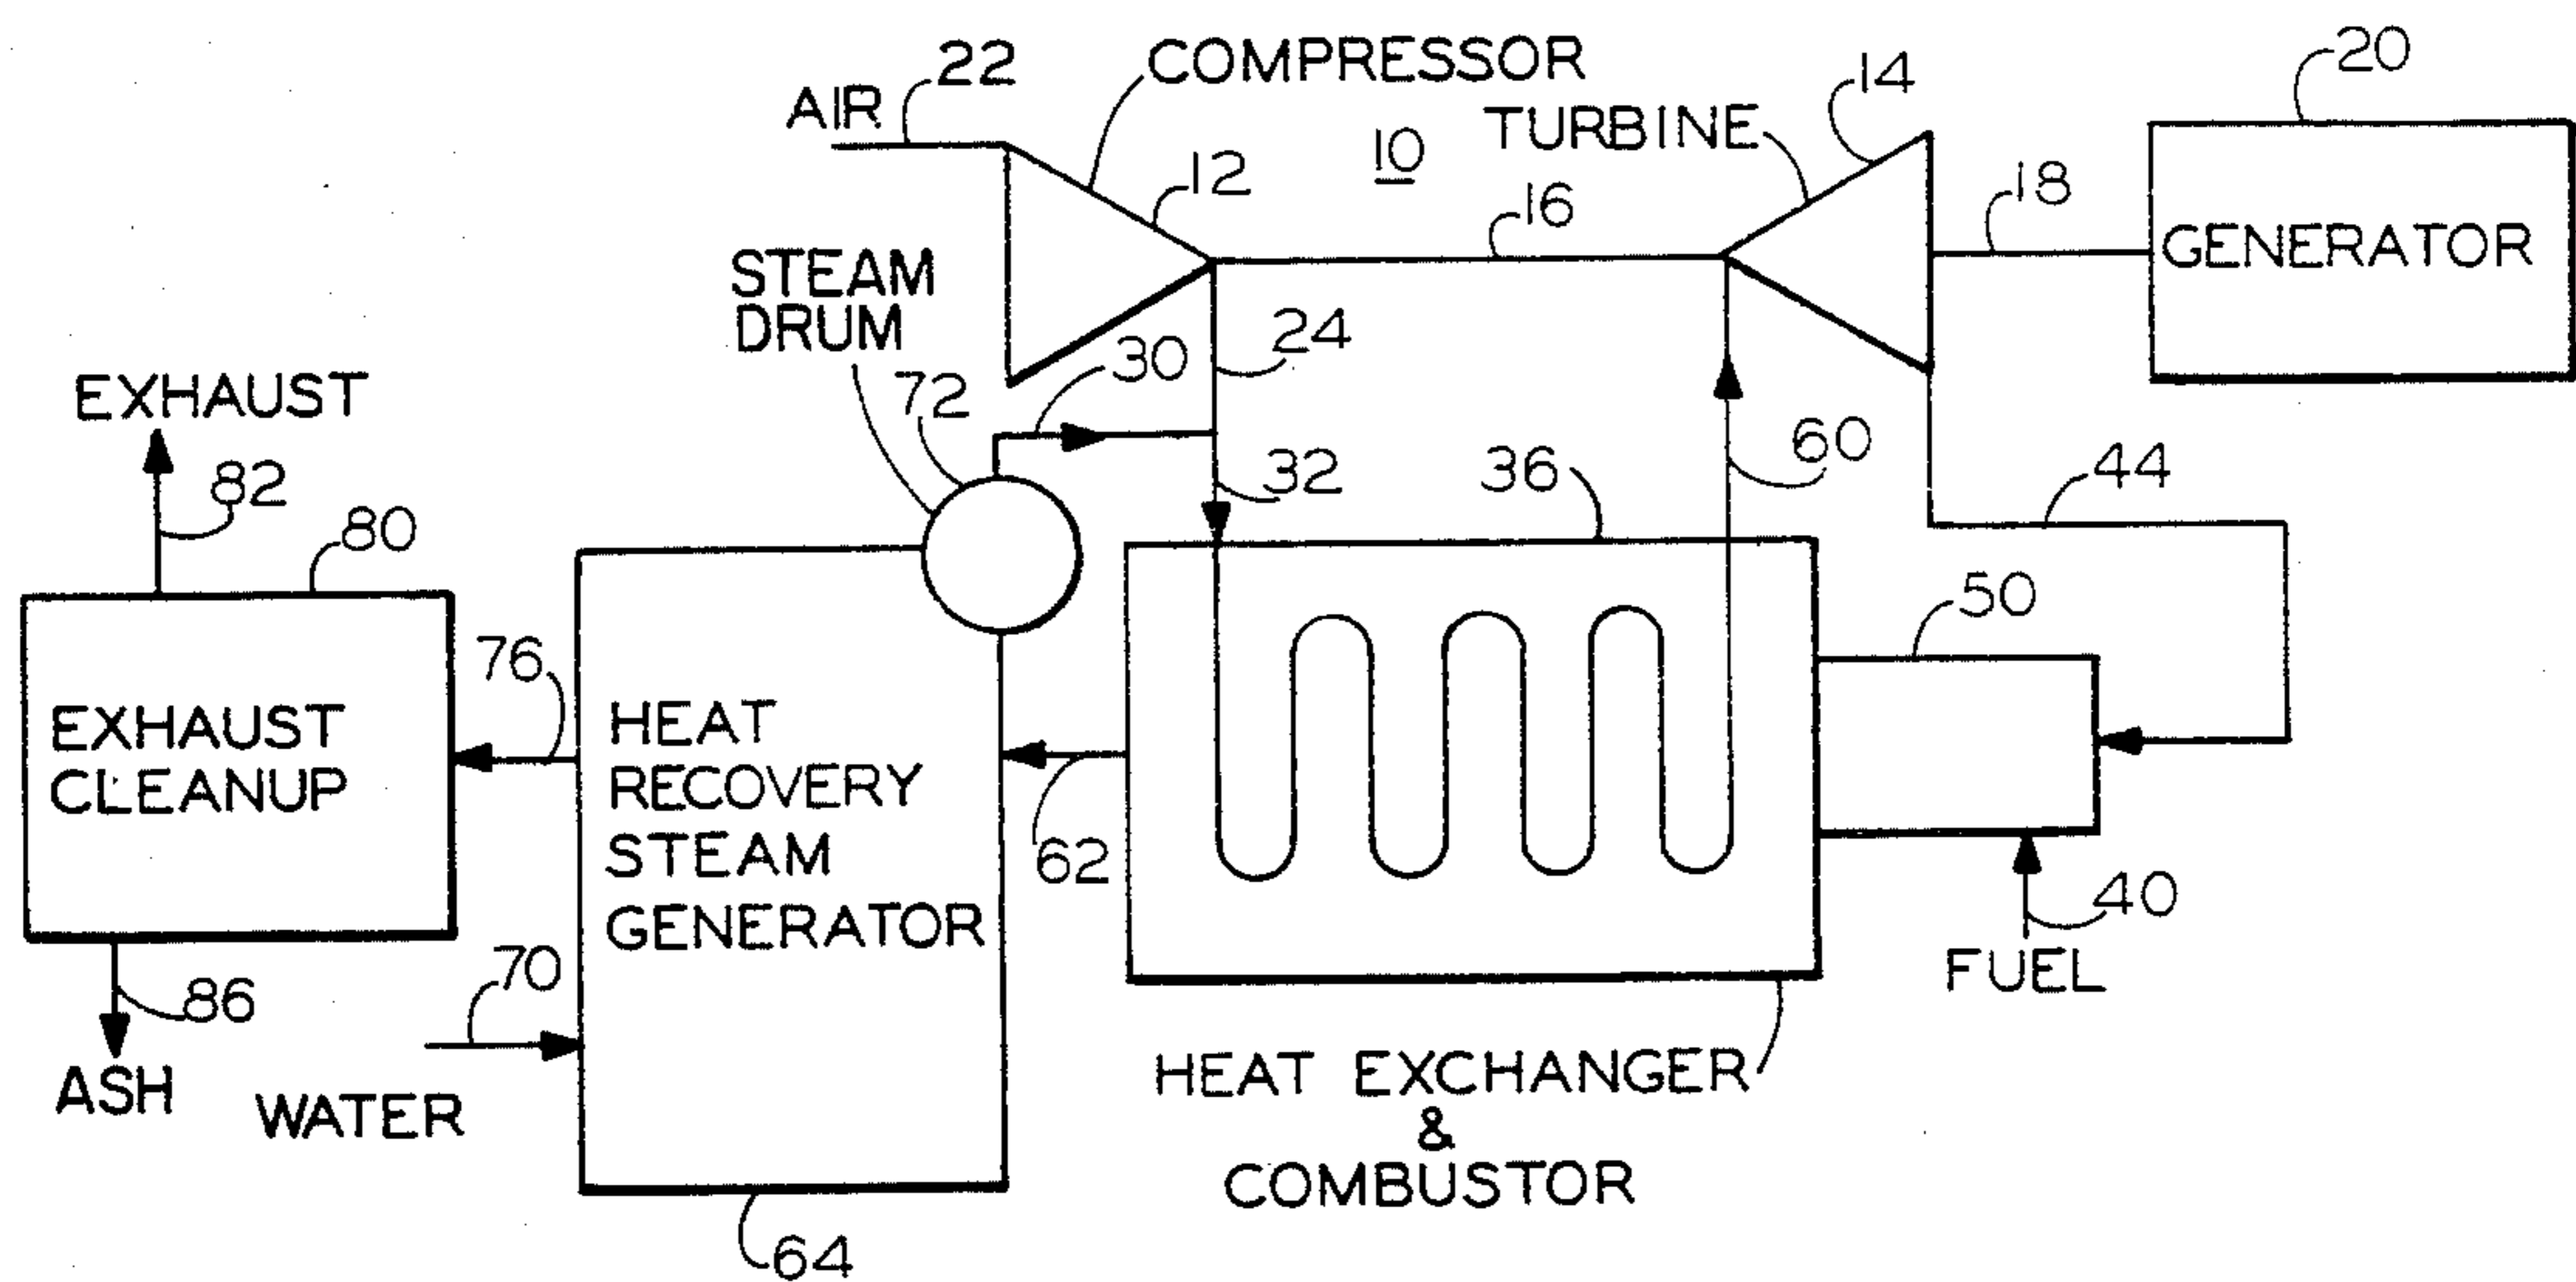 22
COMPRESSOR
AIR
TURBINE
14
20
10
12
16
18
GENERATOR
STEAM
DRUM
24
30
EXHAUST
72
60
82
32
36
44
80
50
76
EXHAUST
CLEANUP
HEAT
RECOVERY
STEAM
GENERATOR
62
40
FUEL
70
86
ASH
WATER
HEAT EXCHANGER
&
COMBUSTOR
64